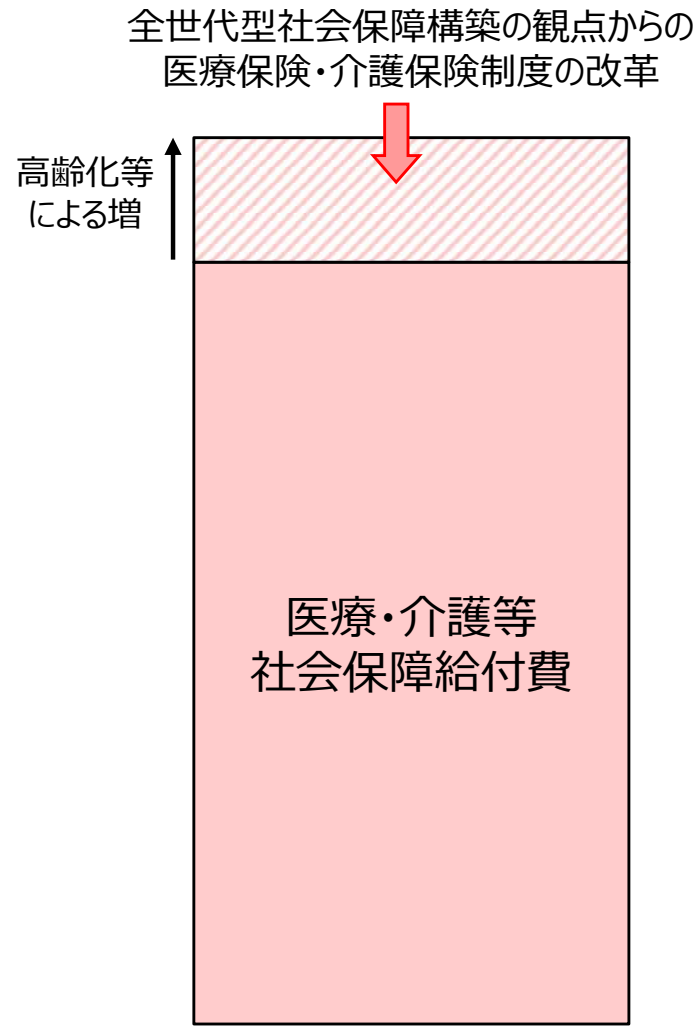 全世代型社会保障構築の観点からの
医療保険・介護保険制度の改革
高齢化等
による増
医療・介護等
社会保障給付費